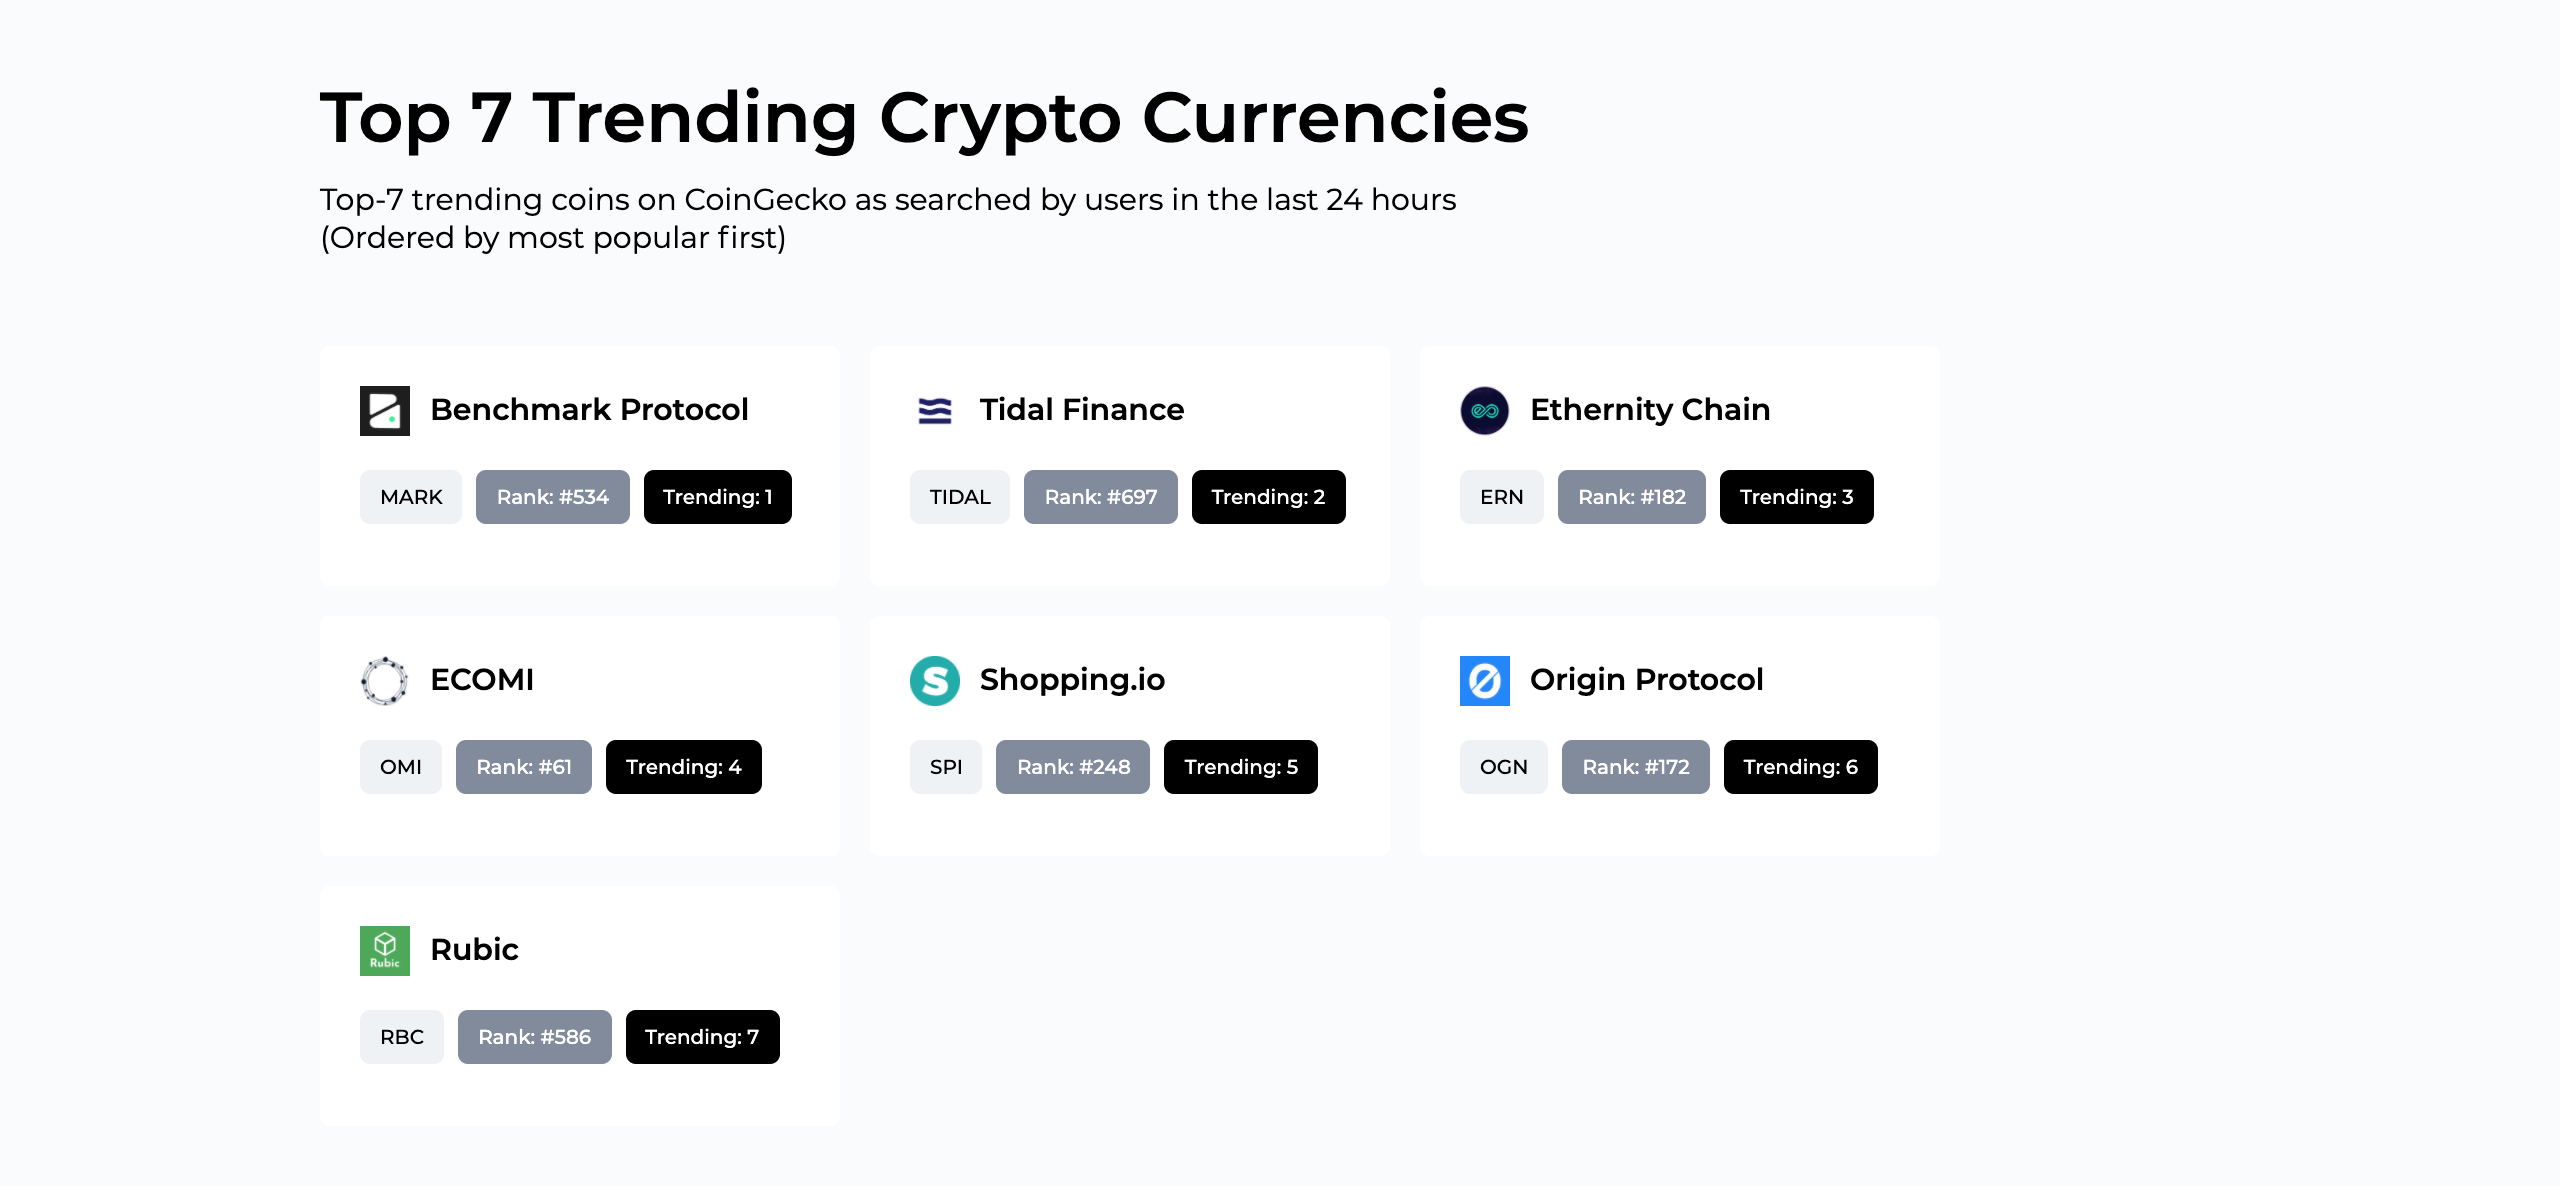 Top 7 Trending Crypto Currencies
Top-7 trending coins on CoinGecko as searched by users in the last 24 hours
(Ordered by most popular first)
Benchmark Protocol
MARK Rank: #534 Trending: 1
Tidal Finance
TIDAL Rank: #697 Trending: 2
Ethernity Chain
ERN Rank: #182 Trending: 3
ECOMI
OMI Rank: #61 Trending: 4
S Shopping.io
SPI Rank: #248 Trending: 5
Origin Protocol
OGN Rank: #172 Trending: 6
Rubic
Rubic
RBC Rank: #586 Trending: 7